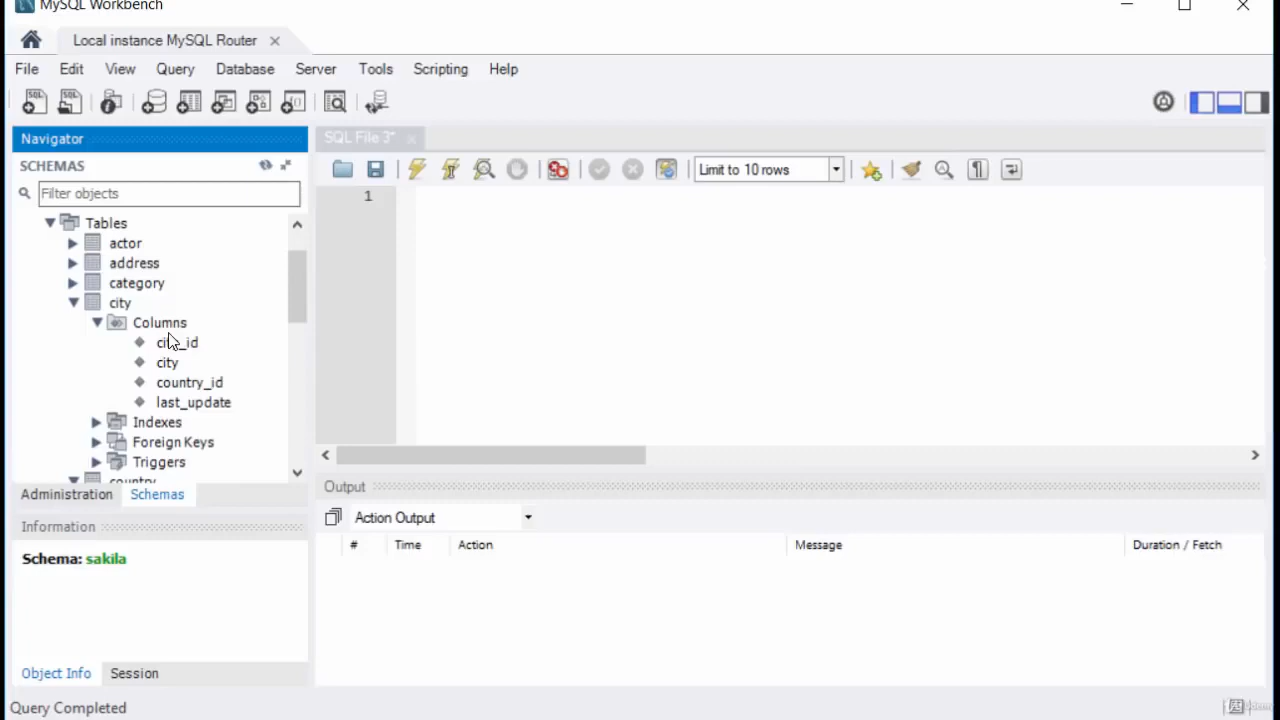 MySQL Workbench
Local instance MySQL Router
File Edit View Query Database Server Tools Scripting Help
Navigator
SCHEMAS
Filter objects
Tables
actor
address
category
city
Columns
city_id
city
country_id
last_update
Indexes
Foreign Keys
Triggers
country
Administration Schemas
Information
Schema: sakila
Object Info Session
Query Completed
SQL File 3*
Limit to 10 rows
1
Output
Action Output
# Time Action Message Duration / Fetch